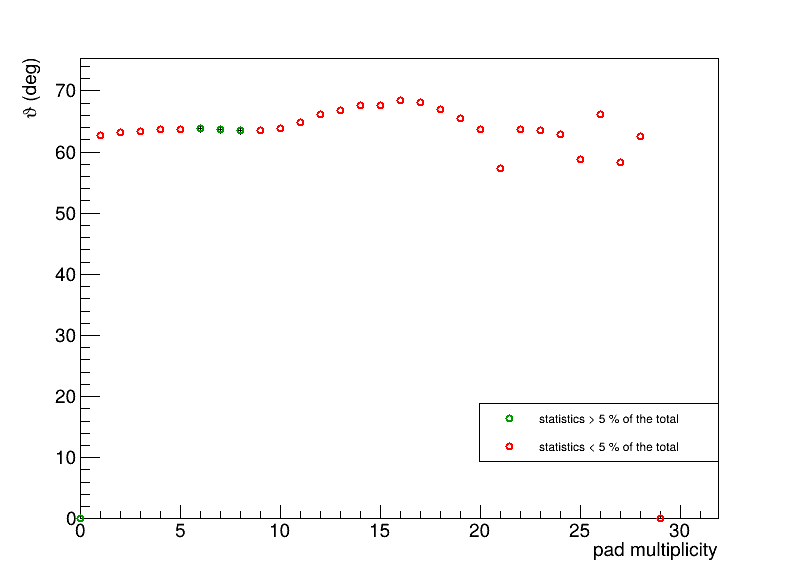 ϑ (deg)
70
60
50
40
30
20
10
0
0 5 10 15 20 25 30
pad multiplicity
statistics > 5 % of the total
statistics < 5 % of the total